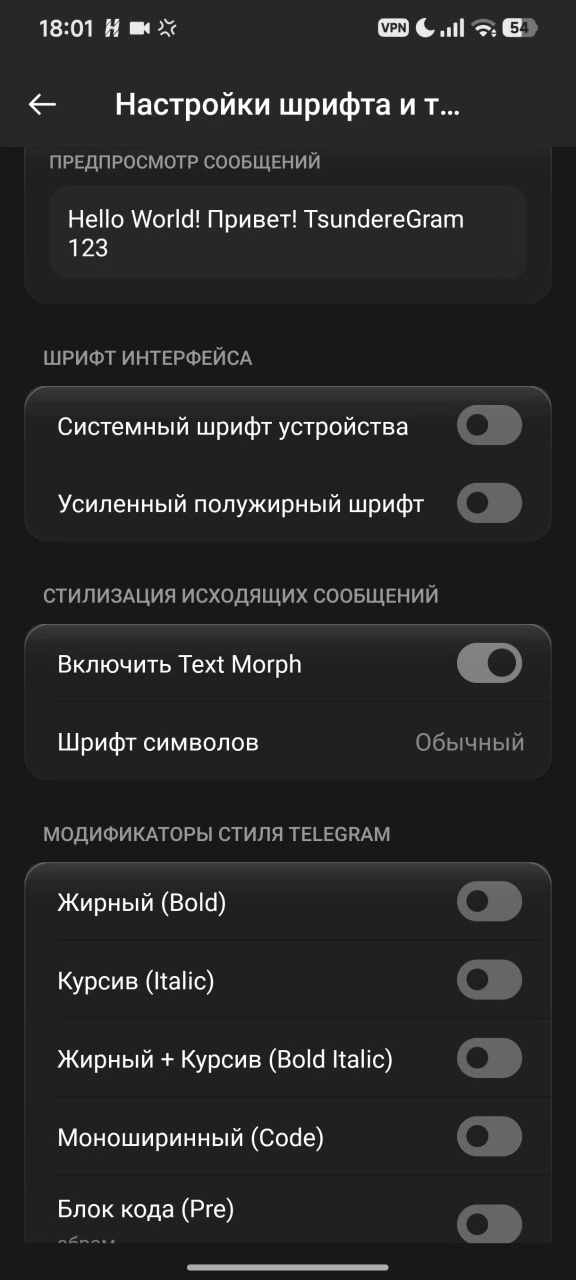 18:01 VPN 54
Настройки шрифта и т...
ПРЕДПРОСМОТР СООБЩЕНИЙ
Hello World! Привет! TsundereGram
123
ШРИФТ ИНТЕРФЕЙСА
Системный шрифт устройства
Усиленный полужирный шрифт
СТИЛИЗАЦИЯ ИСХОДЯЩИХ СООБЩЕНИЙ
Включить Text Morph
Шрифт символов Обычный
МОДИФИКАТОРЫ СТИЛЯ TELEGRAM
Жирный (Bold)
Курсив (Italic)
Жирный + Курсив (Bold Italic)
Моноширинный (Code)
Блок кода (Pre)